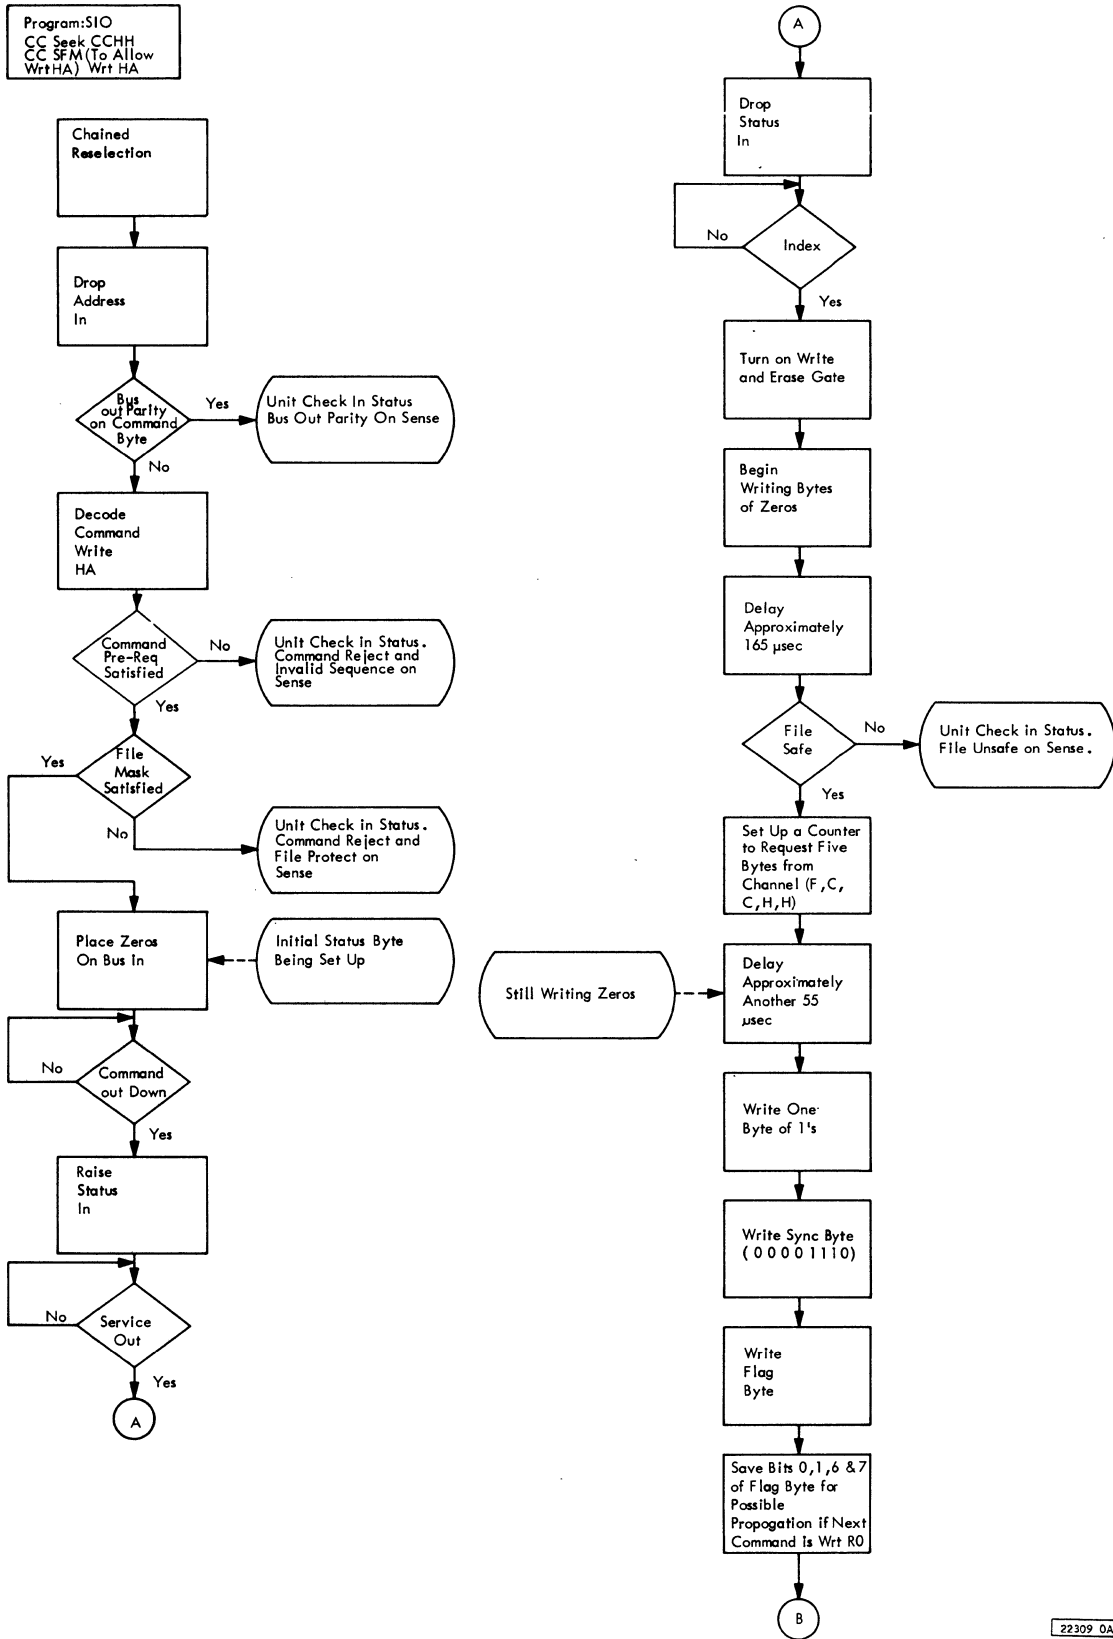 Program:SIO
CC Seek CCHH
CC SFM(To Allow
WrtHA) Wrt HA
Chained
Reselection
Drop
Address
In
Bus
out Parity
on Command
Byte
Yes
Unit Check In Status
Bus Out Parity On Sense
No
Decode
Command
Write
HA
Command
Pre-Req
Satisfied
No
Unit Check in Status.
Command Reject and
Invalid Sequence on
Sense
Yes
File
Mask
Satisfied
Yes
No
Unit Check in Status.
Command Reject and
File Protect on
Sense
Place Zeros
On Bus in
Initial Status Byte
Being Set Up
Command
out Down
No
Yes
Raise
Status
In
Service
Out
No
Yes
A
A
Drop
Status
In
Index
No
Yes
Turn on Write
and Erase Gate
Begin
Writing Bytes
of Zeros
Delay
Approximately
165 µsec
File
Safe
No
Unit Check in Status.
File Unsafe on Sense.
Yes
Set Up a Counter
to Request Five
Bytes from
Channel (F,C,
C,H,H)
Still Writing Zeros
Delay
Approximately
Another 55
µsec
Write One
Byte of 1's
Write Sync Byte
( 0 0 0 0 1 1 1 0)
Write
Flag
Byte
Save Bits 0,1,6 &7
of Flag Byte for
Possible
Propogation if Next
Command Is Wrt R0
B
22309 0A